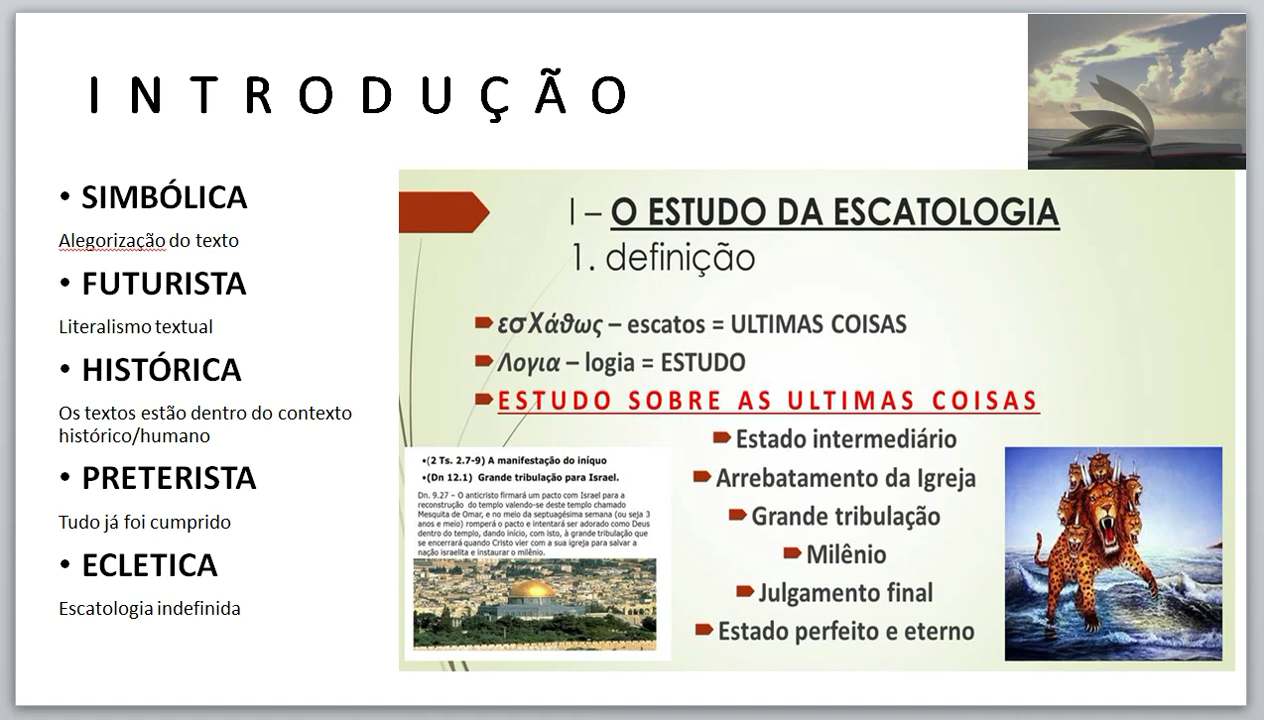 INTRODUÇÃO
• SIMBÓLICA
Alegorização do texto
• FUTURISTA
Literalismo textual
• HISTÓRICA
Os textos estão dentro do contexto
histórico/humano
• PRETERISTA
Tudo já foi cumprido
• ECLETICA
Escatologia indefinida
I – O ESTUDO DA ESCATOLOGIA
1. definição
εσΧάθως – escatos = ULTIMAS COISAS
Λογια – logia = ESTUDO
ESTUDO SOBRE AS ULTIMAS COISAS
Estado intermediário
Arrebatamento da Igreja
Grande tribulação
Milênio
Julgamento final
Estado perfeito e eterno
•(2 Ts. 2.7-9) A manifestação do iníquo
•(Dn 12.1) Grande tribulação para Israel.
Dn. 9.27 – O anticristo firmará um pacto com Israel para a
reconstrução do templo valendo-se deste templo chamado
Mesquita de Omar, e no meio da septuagésima semana (ou seja 3
anos e meio) romperá o pacto e intentará ser adorado como Deus
dentro do templo, dando início, com isto, à grande tribulação que
se encerrará quando Cristo vier com a sua igreja para salvar a
nação israelita e instaurar o milênio.